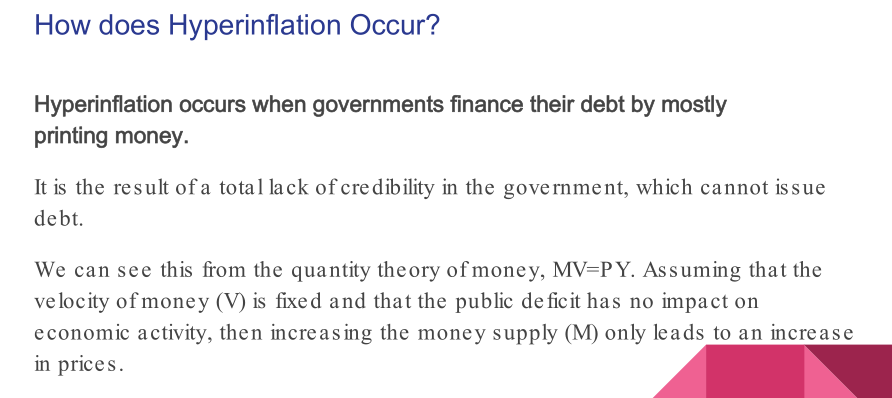 How does Hyperinflation Occur?
Hyperinflation occurs when governments finance their debt by mostly
printing money.
It is the result of a total lack of credibility in the government, which cannot issue
debt.
We can see this from the quantity theory of money, MV=PY. Assuming that the
velocity of money (V) is fixed and that the public deficit has no impact on
economic activity, then increasing the money supply (M) only leads to an increase
in prices.